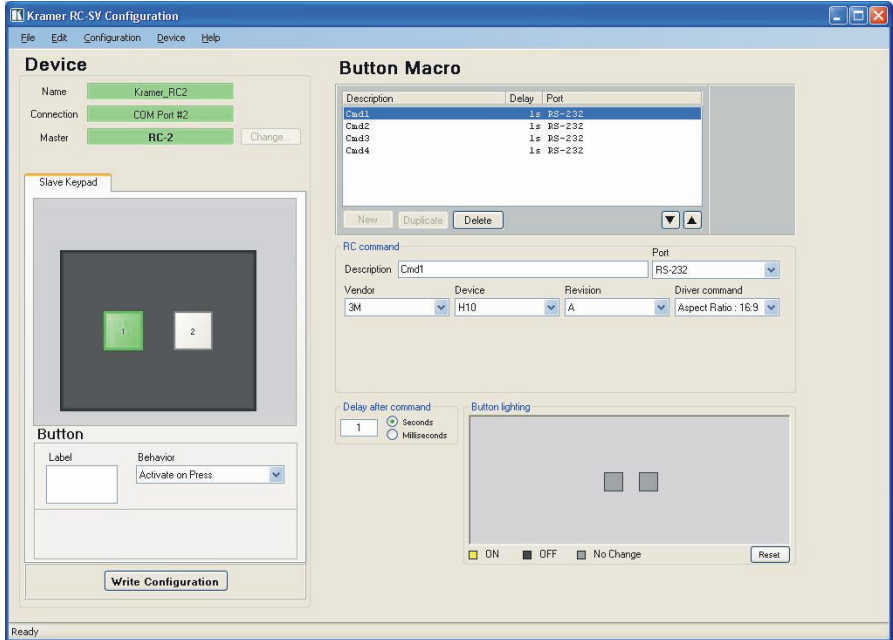 Kramer RC-SV Configuration
File Edit Configuration Device Help
Device
Name Kramer_RC2
Connection COM Port #2
Master RC-2 Change...
Slave Keypad
1 2
Button
Label Behavior
Activate on Press
Write Configuration
Button Macro
Description Delay Port
Cmd1 1s RS-232
Cmd2 1s RS-232
Cmd3 1s RS-232
Cmd4 1s RS-232
New Duplicate Delete
RC command
Port
Description Cmd1 RS-232
Vendor Device Revision Driver command
3M H10 A Aspect Ratio : 16:9
Delay after command
1 Seconds
Milliseconds
Button lighting
ON OFF No Change Reset
Ready